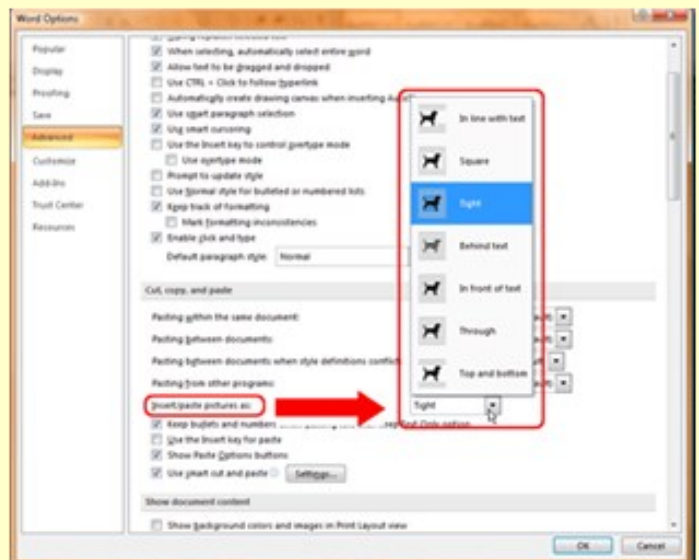 Word Options
Popular
Display
Proofing
Save
Advanced
Customize
Add-Ins
Trust Center
Resources
When selecting, automatically select entire word
Allow text to be dragged and dropped
Use CTRL + Click to follow hyperlink
Automatically create drawing canvas when inserting
Use smart paragraph selection
Use smart cursoring
Use the Insert key to control overtype mode
Use overtype mode
Prompt to update style
Use Normal style for bulleted or numbered lists
Keep track of formatting
Mark formatting inconsistencies
Enable click and type
Default paragraph style: Normal
In line with text
Square
Tight
Behind text
In front of text
Through
Top and bottom
Cut, copy, and paste
Pasting within the same document:
Pasting between documents:
Pasting between documents when style definitions conflict
Pasting from other programs:
Insert/paste pictures as: Tight
Keep bullets and numbers when pasting text with Keep Text Only option
Use the Insert key for paste
Show Paste Options buttons
Use smart cut and paste Settings...
Show document content
Show background colors and images in Print Layout view
OK Cancel